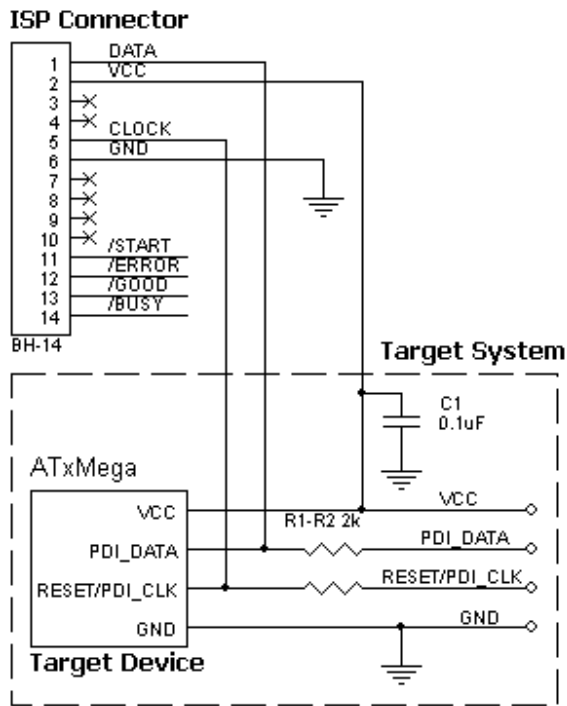 ISP Connector
1 DATA
2 VCC
3
4
5 CLOCK
6 GND
7
8
9
10
11 /START
12 /ERROR
13 /GOOD
14 /BUSY
BH-14
Target System
C1
0.1uF
ATxMega
VCC VCC
R1-R2 2k
PDI_DATA PDI_DATA
RESET/PDI_CLK RESET/PDI_CLK
GND GND
Target Device